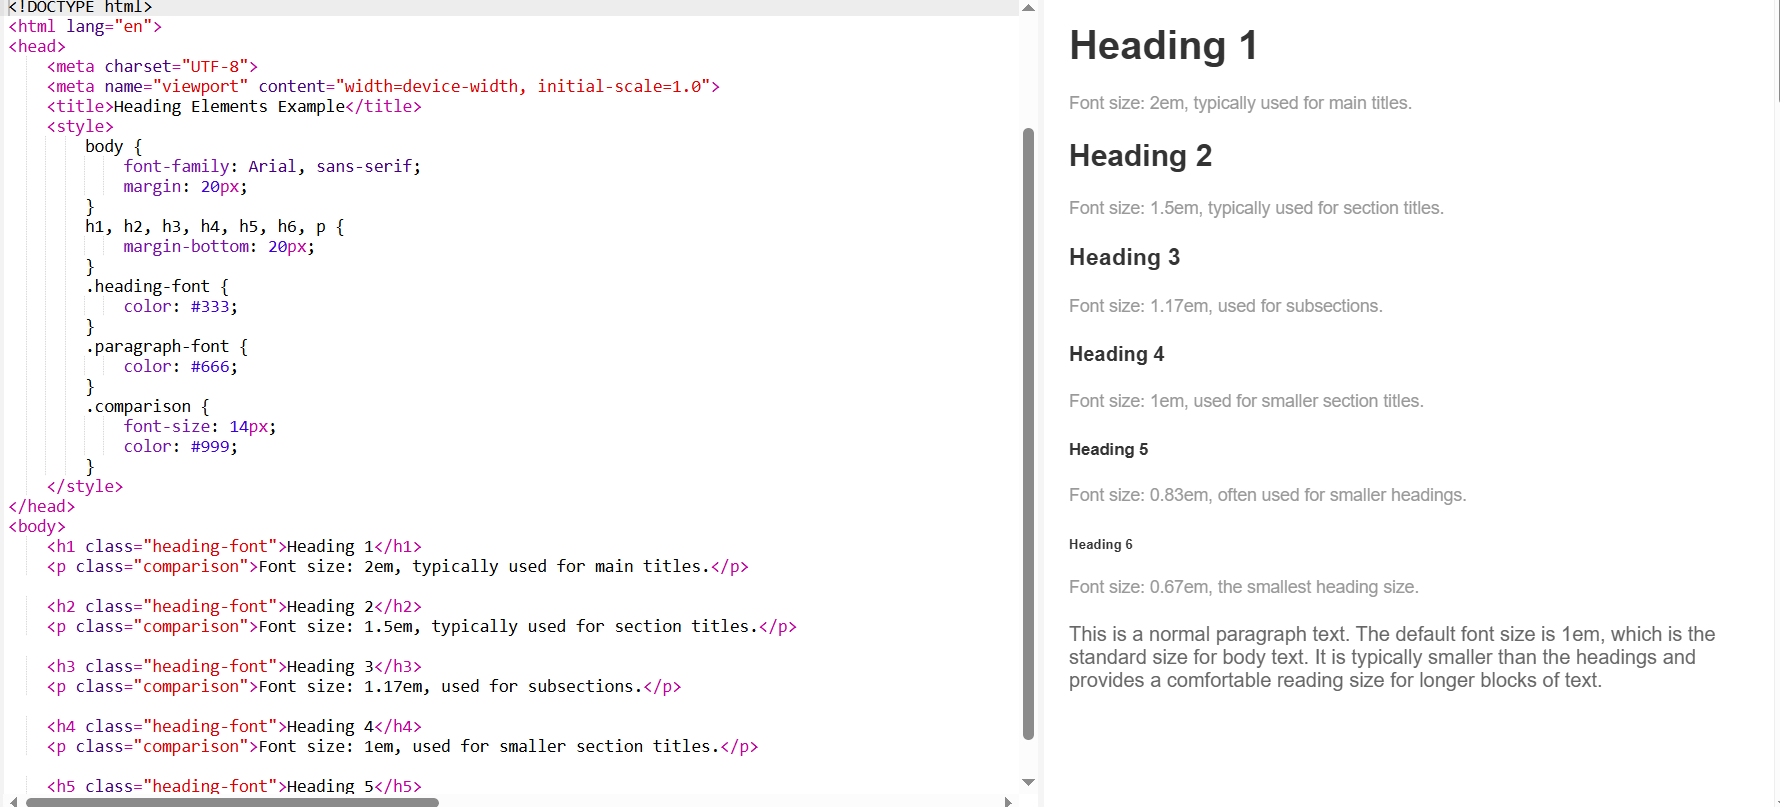 <!DOCTYPE html>
<html lang="en">
<head>
    <meta charset="UTF-8">
    <meta name="viewport" content="width=device-width, initial-scale=1.0">
    <title>Heading Elements Example</title>
    <style>
        body {
            font-family: Arial, sans-serif;
            margin: 20px;
        }
        h1, h2, h3, h4, h5, h6, p {
            margin-bottom: 20px;
        }
        .heading-font {
            color: #333;
        }
        .paragraph-font {
            color: #666;
        }
        .comparison {
            font-size: 14px;
            color: #999;
        }
    </style>
</head>
<body>
    <h1 class="heading-font">Heading 1</h1>
    <p class="comparison">Font size: 2em, typically used for main titles.</p>

    <h2 class="heading-font">Heading 2</h2>
    <p class="comparison">Font size: 1.5em, typically used for section titles.</p>

    <h3 class="heading-font">Heading 3</h3>
    <p class="comparison">Font size: 1.17em, used for subsections.</p>

    <h4 class="heading-font">Heading 4</h4>
    <p class="comparison">Font size: 1em, used for smaller section titles.</p>

    <h5 class="heading-font">Heading 5</h5>
Heading 1
Font size: 2em, typically used for main titles.
Heading 2
Font size: 1.5em, typically used for section titles.
Heading 3
Font size: 1.17em, used for subsections.
Heading 4
Font size: 1em, used for smaller section titles.
Heading 5
Font size: 0.83em, often used for smaller headings.
Heading 6
Font size: 0.67em, the smallest heading size.
This is a normal paragraph text. The default font size is 1em, which is the
standard size for body text. It is typically smaller than the headings and
provides a comfortable reading size for longer blocks of text.